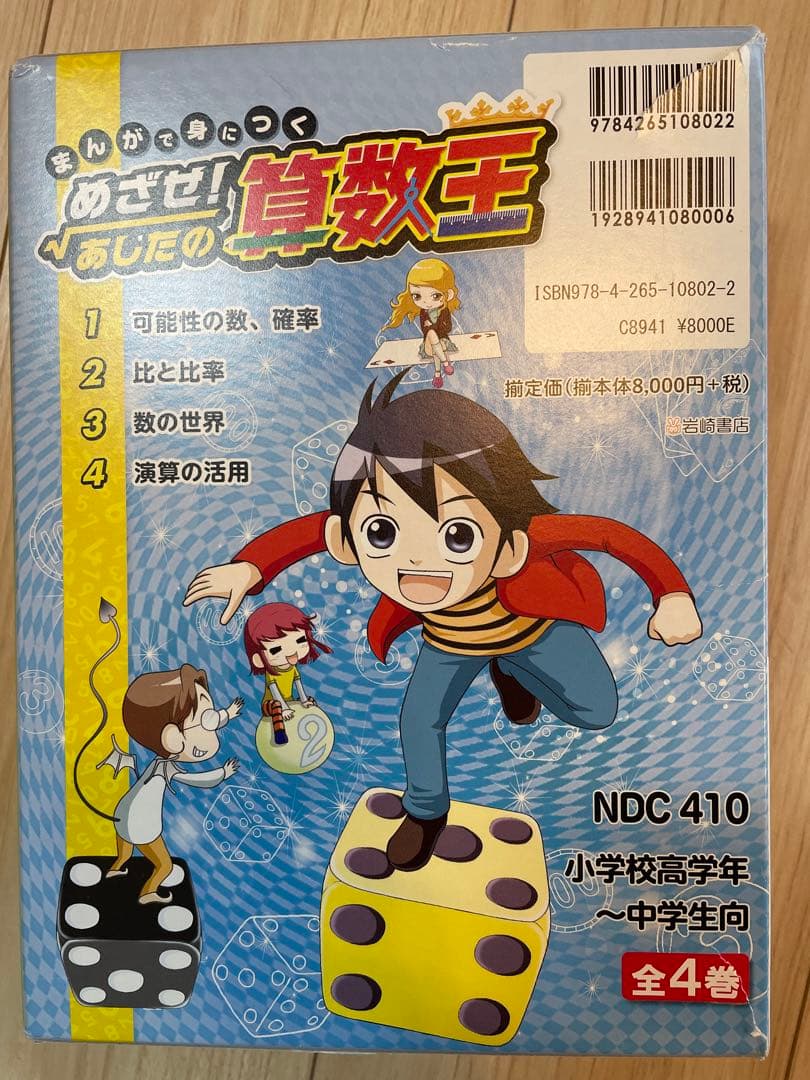 まんがで身につく
めざせ!
あしたの
算数王
9784265108022
1928941080006
ISBN978-4-265-10802-2
C8941 ¥8000E
揃定価(揃本体8,000円+税)
岩崎書店
1 可能性の数、確率
2 比と比率
3 数の世界
4 演算の活用
2
NDC 410
小学校高学年
~中学生向
全4巻